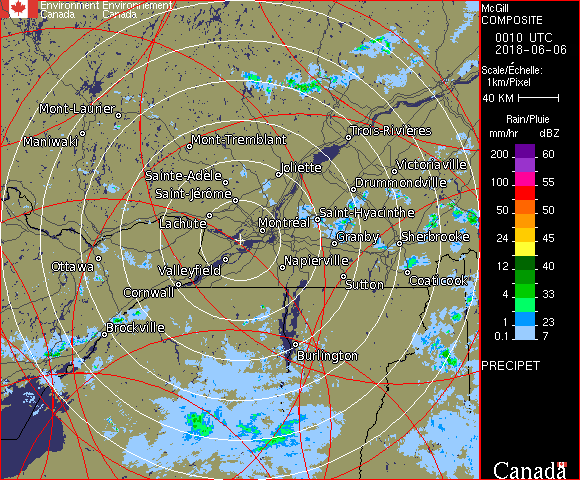 Environment Environnement
Canada Canada
McGill
COMPOSITE
0010 UTC
2018-06-06
Scale/Échelle:
1km/Pixel
40 KM
Rain/Pluie
mm/hr dBZ
200 60
100 55
50 50
24 45
12 40
4 33
1 23
0.1 7
PRECIPET
Canada
Mont-Laurier
Maniwaki
Mont-Tremblant
Trois-Rivières
Sainte-Adèle
Joliette
Victoriaville
Saint-Jérôme
Drummondville
Lachute
Montréal
Saint-Hyacinthe
Granby
Sherbrooke
Ottawa
Valleyfield
Napierville
Cornwall
Sutton
Coaticook
Brockville
Burlington